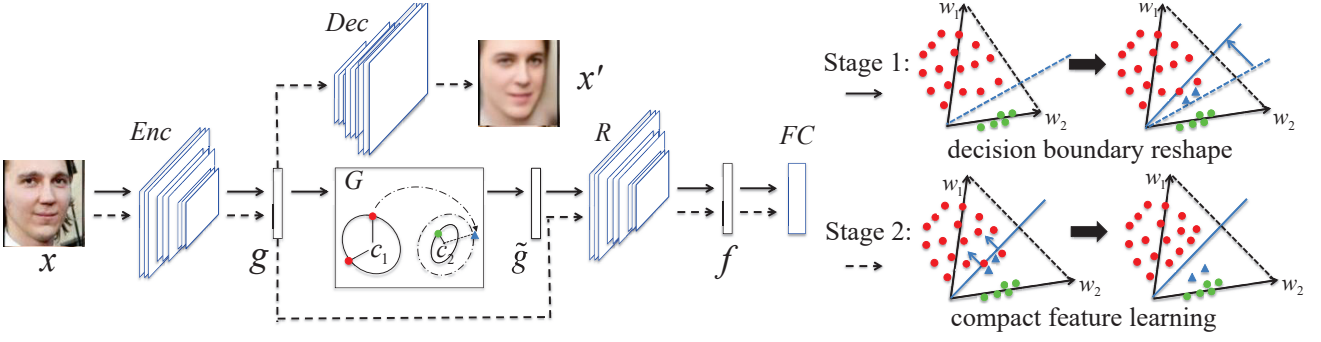 Dec
x′
Enc
R
FC
x
g
G
c₁
c₂
g̃
f
Stage 1:
w₁
w₂
w₁
w₂
decision boundary reshape
Stage 2:
w₁
w₂
w₁
w₂
compact feature learning